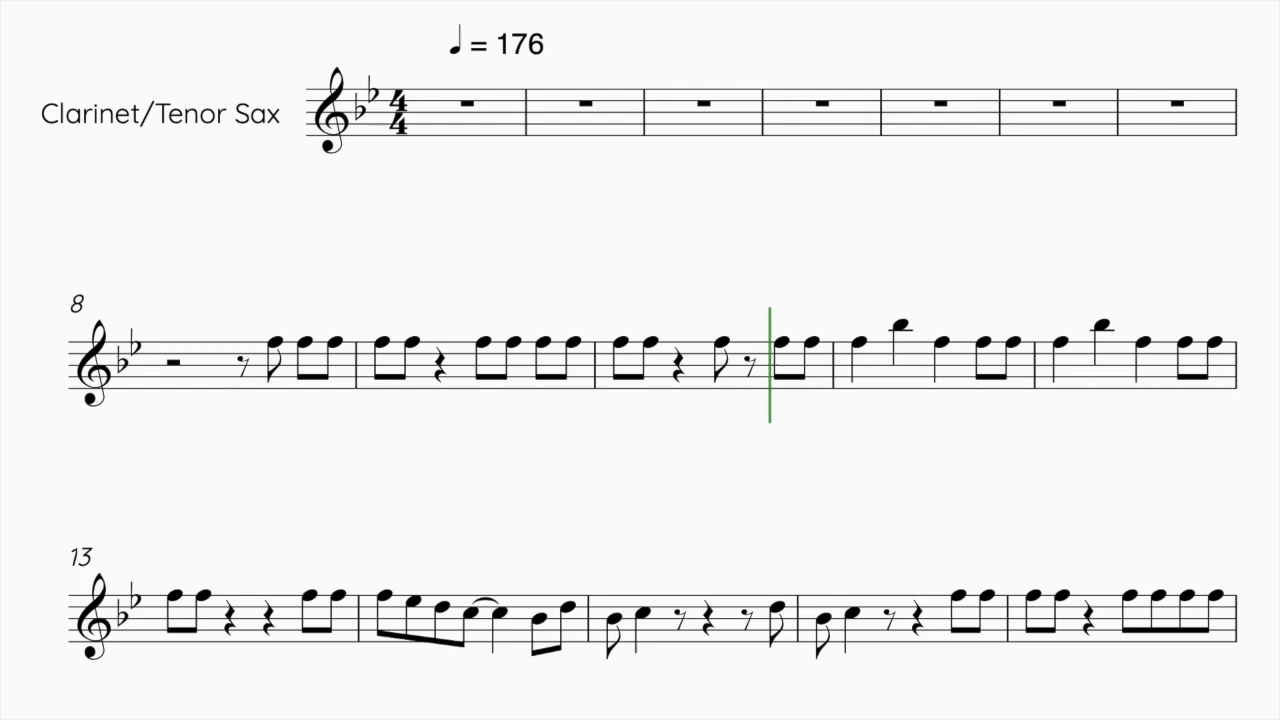 ♩ = 176
Clarinet/Tenor Sax
4
4
8
13